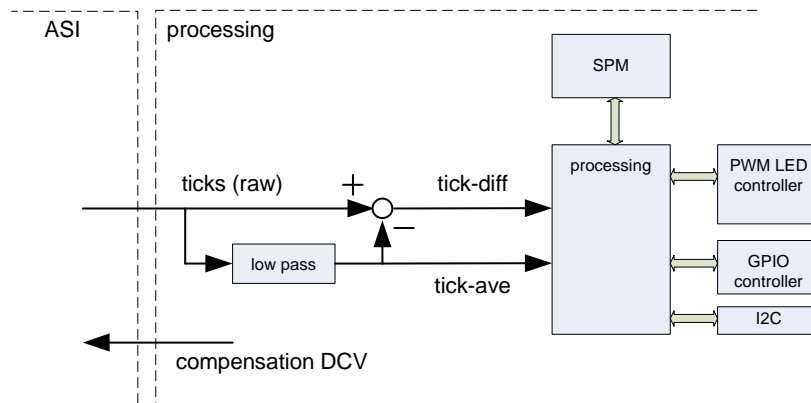 ASI
processing
SPM
processing
PWM LED
controller
ticks (raw)
+
tick-diff
−
low pass
GPIO
controller
tick-ave
I2C
compensation DCV